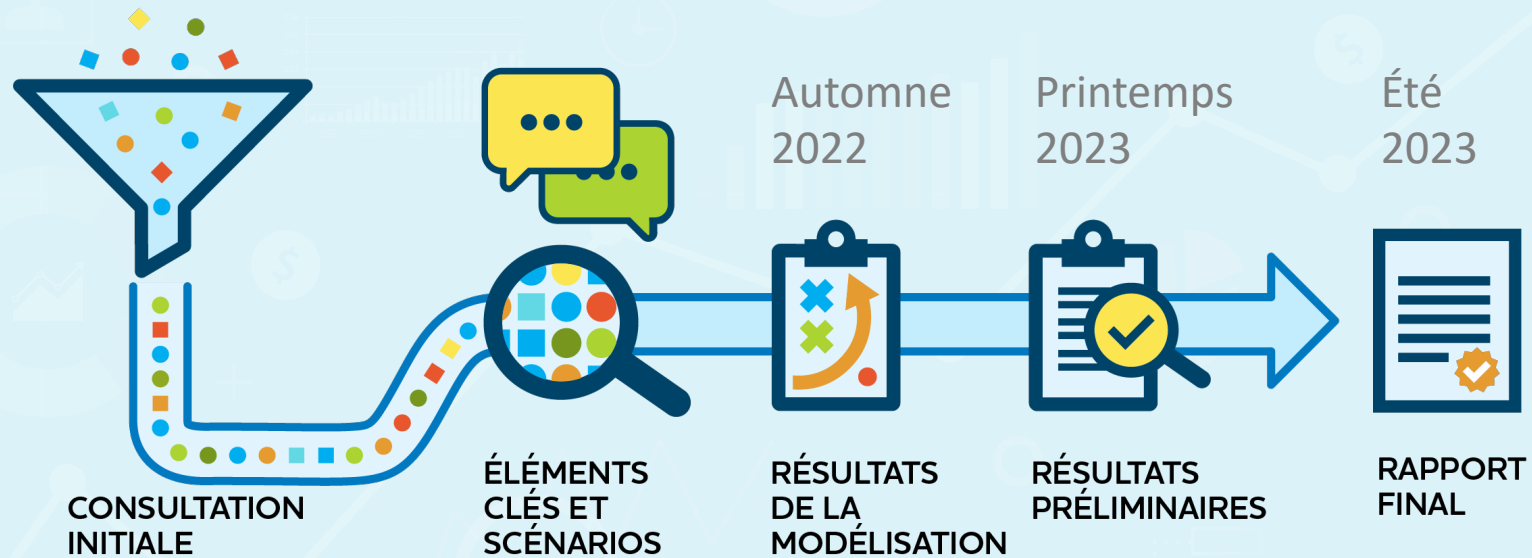 Automne
2022
Printemps
2023
Été
2023
CONSULTATION
INITIALE
ÉLÉMENTS
CLÉS ET
SCÉNARIOS
RÉSULTATS
DE LA
MODÉLISATION
RÉSULTATS
PRÉLIMINAIRES
RAPPORT
FINAL